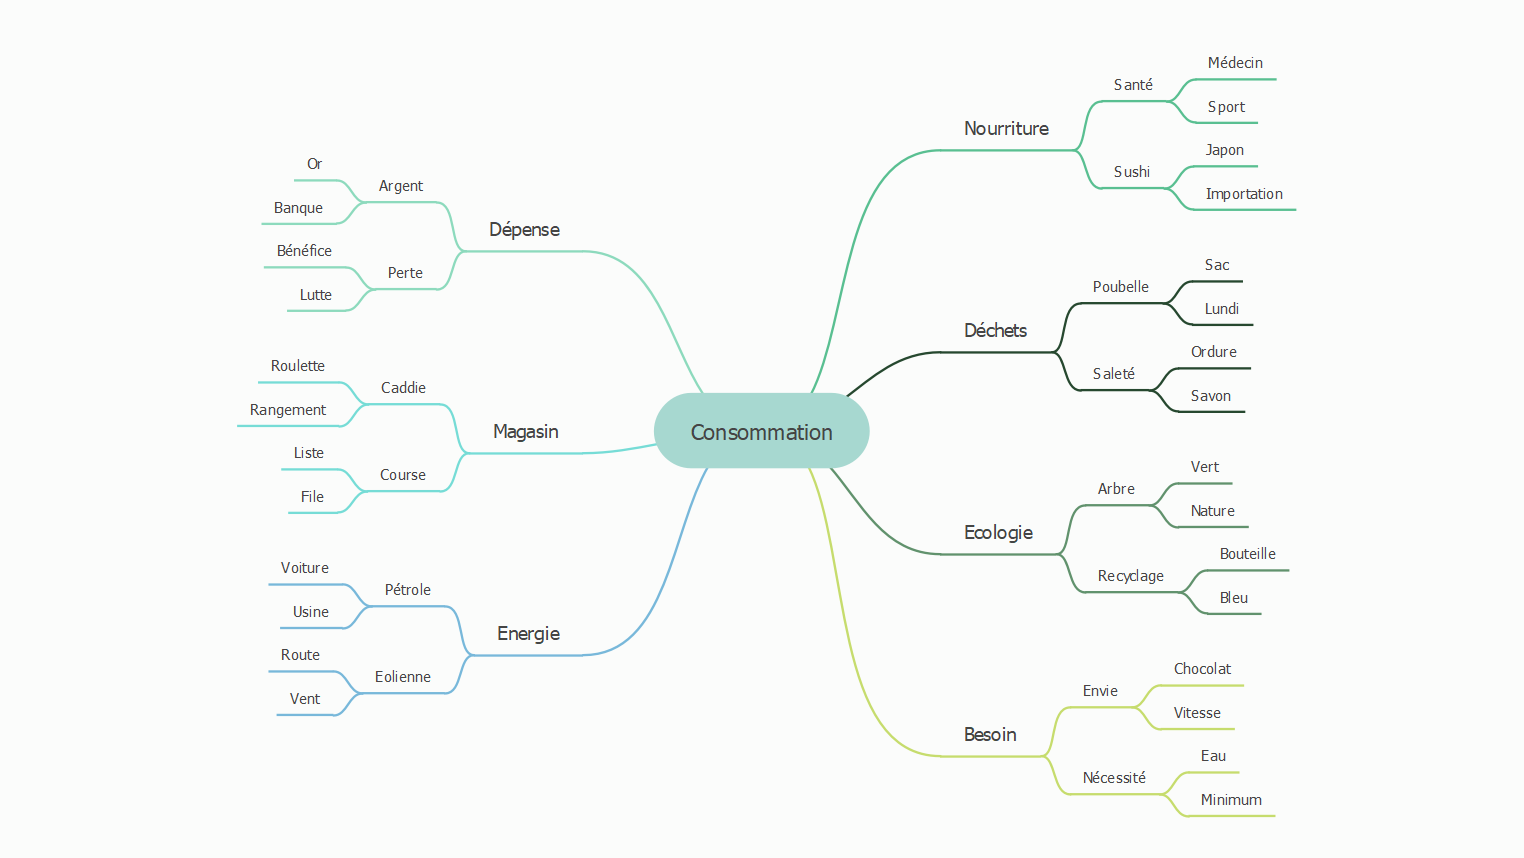 Consommation
Nourriture
Santé
Médecin
Sport
Sushi
Japon
Importation
Déchets
Poubelle
Sac
Lundi
Saleté
Ordure
Savon
Ecologie
Arbre
Vert
Nature
Recyclage
Bouteille
Bleu
Besoin
Envie
Chocolat
Vitesse
Nécessité
Eau
Minimum
Dépense
Argent
Or
Banque
Perte
Bénéfice
Lutte
Magasin
Caddie
Roulette
Rangement
Course
Liste
File
Energie
Pétrole
Voiture
Usine
Eolienne
Route
Vent